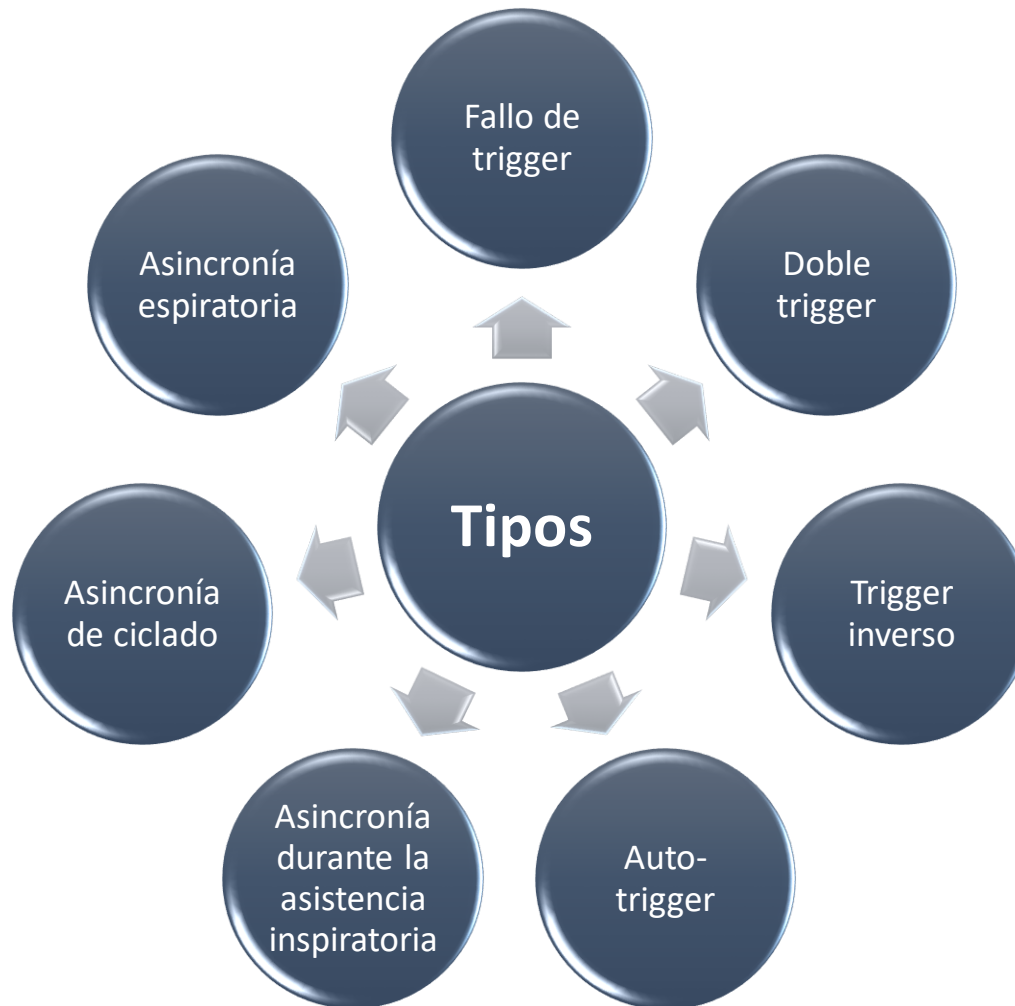 Fallo de
trigger
Doble
trigger
Trigger
inverso
Auto-
trigger
Asincronía
durante la
asistencia
inspiratoria
Asincronía
de ciclado
Asincronía
espiratoria
Tipos